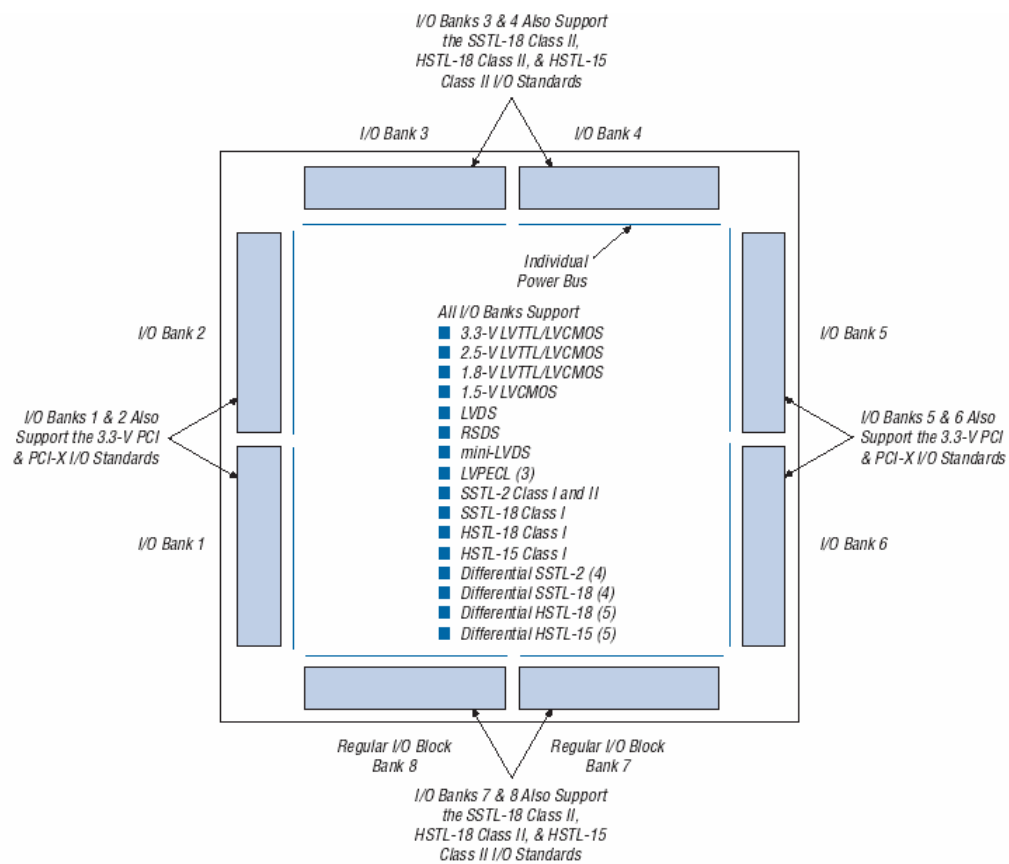 I/O Banks 3 & 4 Also Support
the SSTL-18 Class II,
HSTL-18 Class II, & HSTL-15
Class II I/O Standards
I/O Bank 3
I/O Bank 4
Individual
Power Bus
All I/O Banks Support
3.3-V LVTTL/LVCMOS
2.5-V LVTTL/LVCMOS
1.8-V LVTTL/LVCMOS
1.5-V LVCMOS
LVDS
RSDS
mini-LVDS
LVPECL (3)
SSTL-2 Class I and II
SSTL-18 Class I
HSTL-18 Class I
HSTL-15 Class I
Differential SSTL-2 (4)
Differential SSTL-18 (4)
Differential HSTL-18 (5)
Differential HSTL-15 (5)
I/O Bank 2
I/O Banks 1 & 2 Also
Support the 3.3-V PCI
& PCI-X I/O Standards
I/O Bank 1
I/O Bank 5
I/O Banks 5 & 6 Also
Support the 3.3-V PCI
& PCI-X I/O Standards
I/O Bank 6
Regular I/O Block
Bank 8
Regular I/O Block
Bank 7
I/O Banks 7 & 8 Also Support
the SSTL-18 Class II,
HSTL-18 Class II, & HSTL-15
Class II I/O Standards